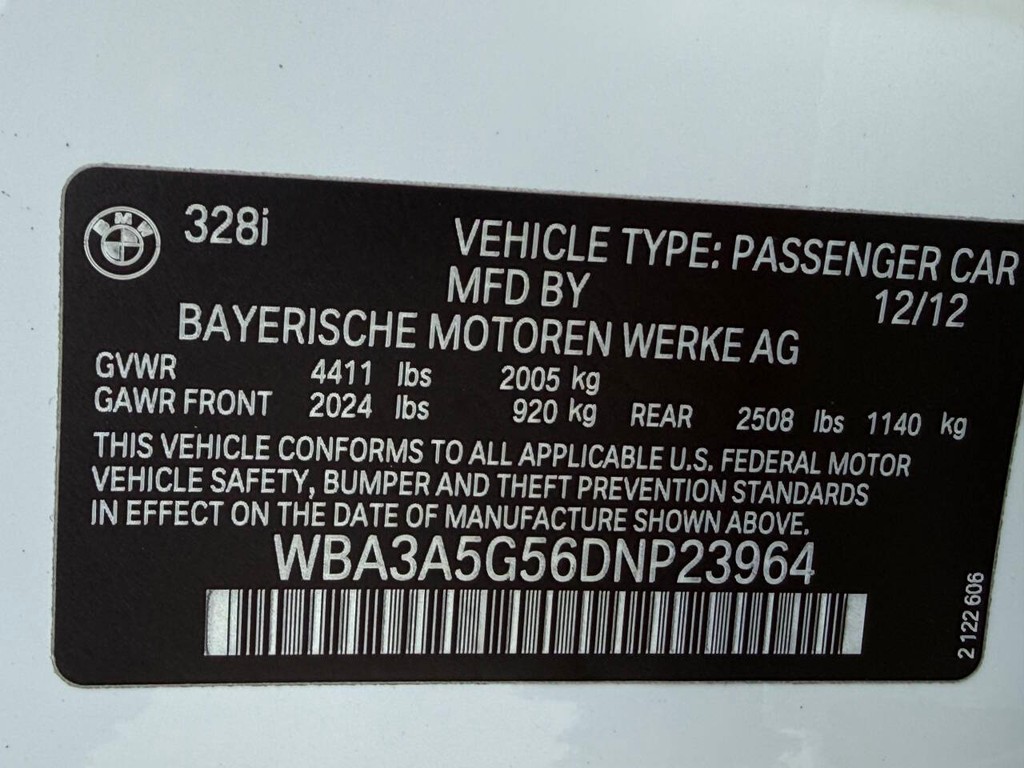 BMW 328i VEHICLE TYPE: PASSENGER CAR
MFD BY 12/12
BAYERISCHE MOTOREN WERKE AG
GVWR 4411 lbs 2005 kg
GAWR FRONT 2024 lbs 920 kg REAR 2508 lbs 1140 kg
THIS VEHICLE CONFORMS TO ALL APPLICABLE U.S. FEDERAL MOTOR
VEHICLE SAFETY, BUMPER AND THEFT PREVENTION STANDARDS
IN EFFECT ON THE DATE OF MANUFACTURE SHOWN ABOVE.
WBA3A5G56DNP23964
2 122 606